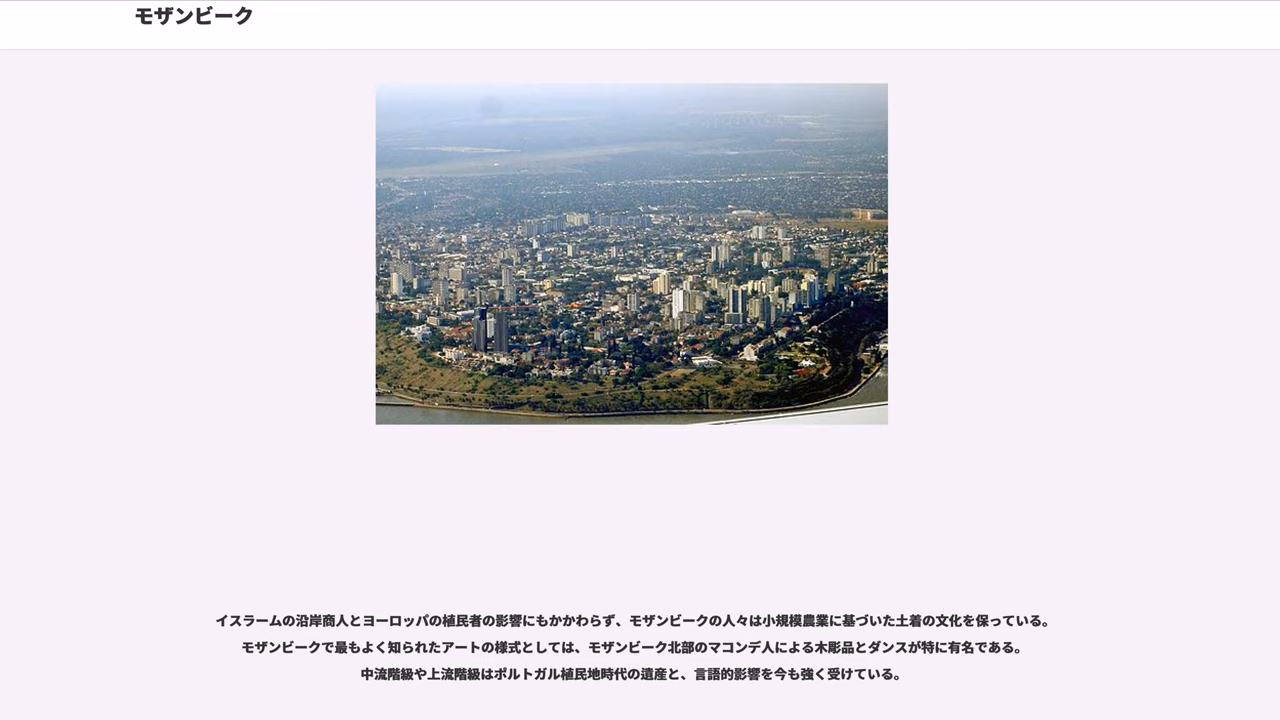 モザンビーク
イスラームの沿岸商人とヨーロッパの植民者の影響にもかかわらず、モザンビークの人々は小規模農業に基づいた土着の文化を保っている。
モザンビークで最もよく知られたアートの様式としては、モザンビーク北部のマコンデ人による木彫品とダンスが特に有名である。
中流階級や上流階級はポルトガル植民地時代の遺産と、言語的影響を今も強く受けている。